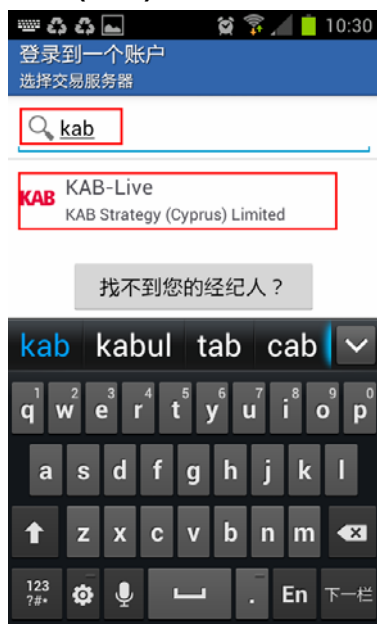 10:30
登录到一个账户
选择交易服务器
kab
KAB KAB-Live
KAB Strategy (Cyprus) Limited
找不到您的经纪人？
kab kabul tab cab
1 2 3 4 5 6 7 8 9 0
q w e r t y u i o p
a s d f g h j k l
z x c v b n m
123 . En 下一栏
?#•